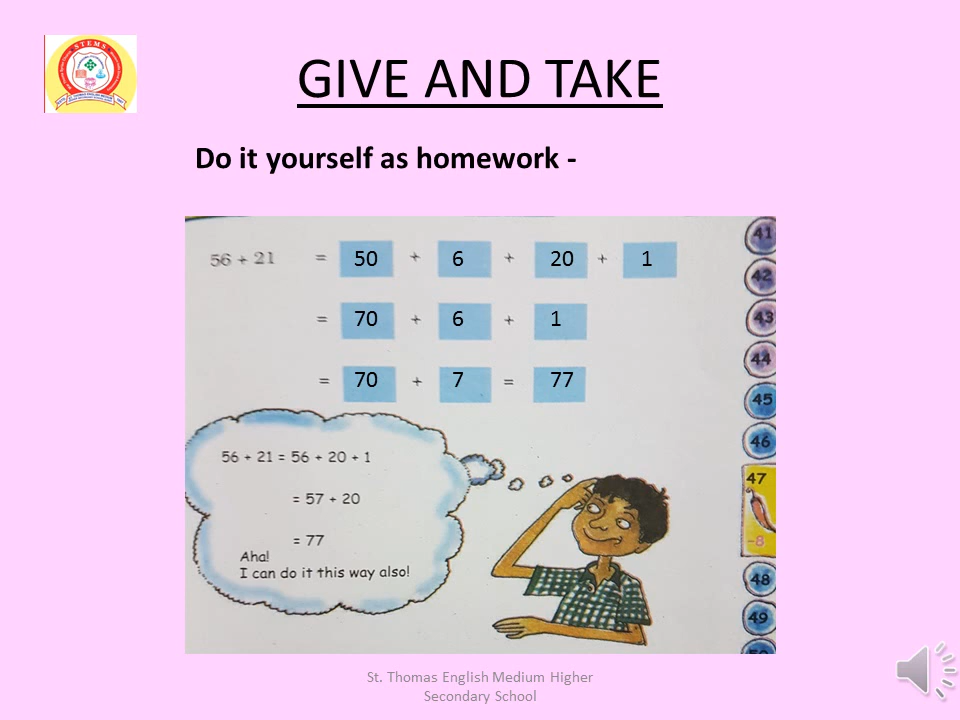 STEMS
GIVE AND TAKE
Do it yourself as homework -
56 + 21 = 50 + 6 + 20 + 1
= 70 + 6 + 1
= 70 + 7 = 77
56 + 21 = 56 + 20 + 1
= 57 + 20
= 77
Aha!
I can do it this way also!
41
42
43
44
45
46
47
-8
48
49
St. Thomas English Medium Higher
Secondary School